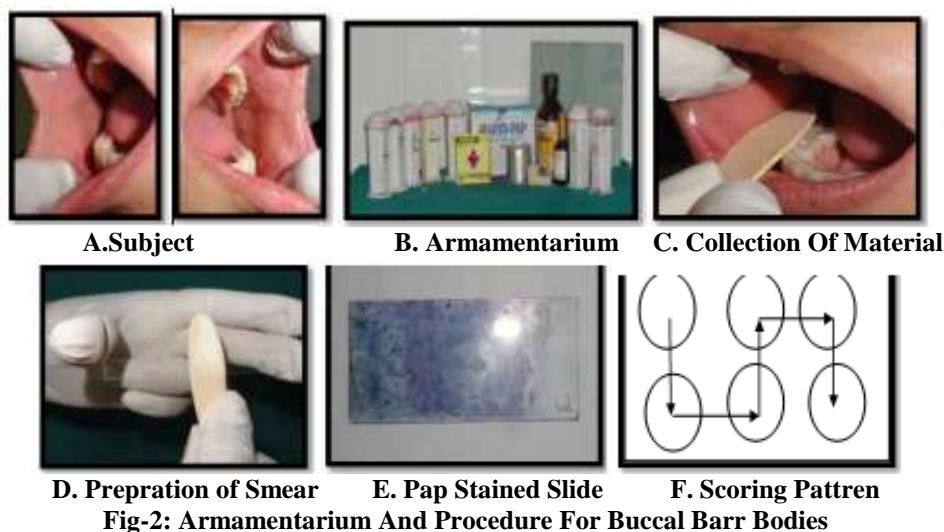 A.Subject
B. Armamentarium
C. Collection Of Material
D. Prepration of Smear
E. Pap Stained Slide
F. Scoring Pattren
Fig-2: Armamentarium And Procedure For Buccal Barr Bodies